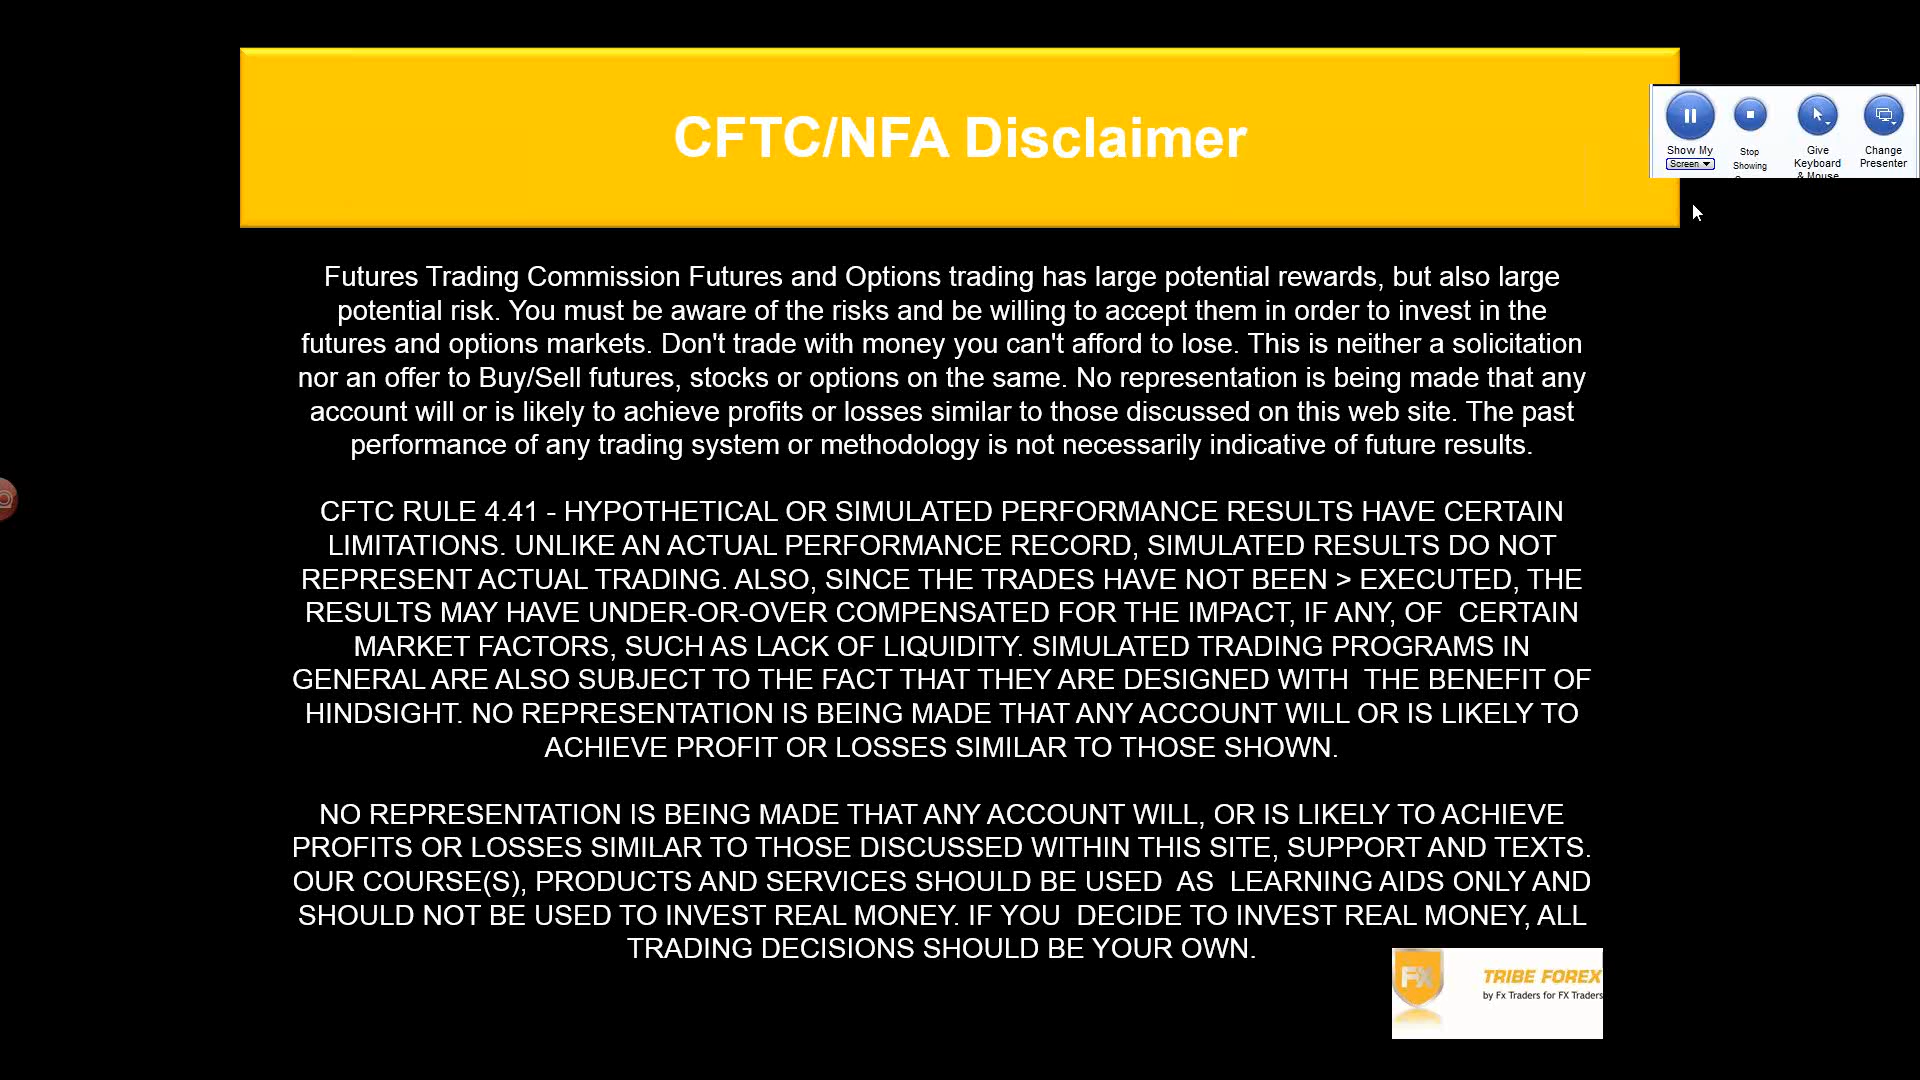 CFTC/NFA Disclaimer
Show My
Screen
Stop
Showing
Give
Keyboard
& Mouse
Change
Presenter
Futures Trading Commission Futures and Options trading has large potential rewards, but also large
potential risk. You must be aware of the risks and be willing to accept them in order to invest in the
futures and options markets. Don't trade with money you can't afford to lose. This is neither a solicitation
nor an offer to Buy/Sell futures, stocks or options on the same. No representation is being made that any
account will or is likely to achieve profits or losses similar to those discussed on this web site. The past
performance of any trading system or methodology is not necessarily indicative of future results.
CFTC RULE 4.41 - HYPOTHETICAL OR SIMULATED PERFORMANCE RESULTS HAVE CERTAIN
LIMITATIONS. UNLIKE AN ACTUAL PERFORMANCE RECORD, SIMULATED RESULTS DO NOT
REPRESENT ACTUAL TRADING. ALSO, SINCE THE TRADES HAVE NOT BEEN > EXECUTED, THE
RESULTS MAY HAVE UNDER-OR-OVER COMPENSATED FOR THE IMPACT, IF ANY, OF  CERTAIN
MARKET FACTORS, SUCH AS LACK OF LIQUIDITY. SIMULATED TRADING PROGRAMS IN
GENERAL ARE ALSO SUBJECT TO THE FACT THAT THEY ARE DESIGNED WITH  THE BENEFIT OF
HINDSIGHT. NO REPRESENTATION IS BEING MADE THAT ANY ACCOUNT WILL OR IS LIKELY TO
ACHIEVE PROFIT OR LOSSES SIMILAR TO THOSE SHOWN.
NO REPRESENTATION IS BEING MADE THAT ANY ACCOUNT WILL, OR IS LIKELY TO ACHIEVE
PROFITS OR LOSSES SIMILAR TO THOSE DISCUSSED WITHIN THIS SITE, SUPPORT AND TEXTS.
OUR COURSE(S), PRODUCTS AND SERVICES SHOULD BE USED  AS  LEARNING AIDS ONLY AND
SHOULD NOT BE USED TO INVEST REAL MONEY. IF YOU  DECIDE TO INVEST REAL MONEY, ALL
TRADING DECISIONS SHOULD BE YOUR OWN.
FX
TRIBE FOREX
by Fx Traders for FX Traders